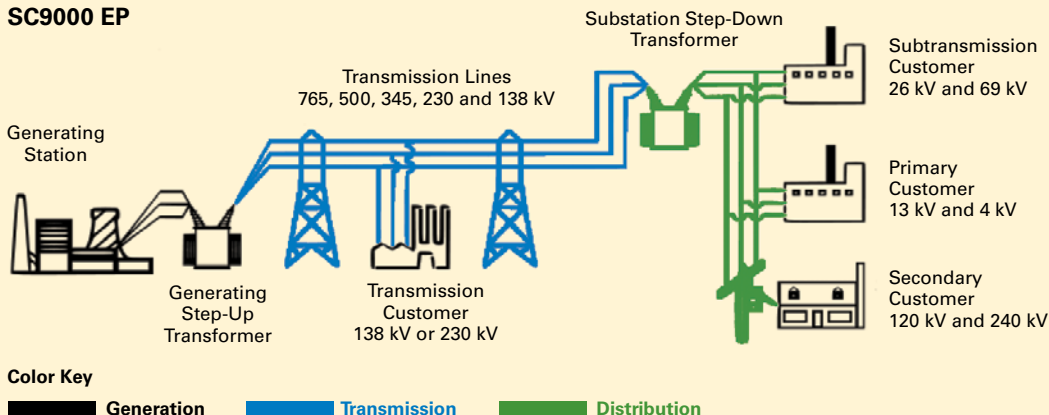 SC9000 EP
Substation Step-Down
Transformer
Subtransmission
Customer
26 kV and 69 kV
Transmission Lines
765, 500, 345, 230 and 138 kV
Generating
Station
Primary
Customer
13 kV and 4 kV
Generating
Step-Up
Transformer
Transmission
Customer
138 kV or 230 kV
Secondary
Customer
120 kV and 240 kV
Color Key
Generation
Transmission
Distribution